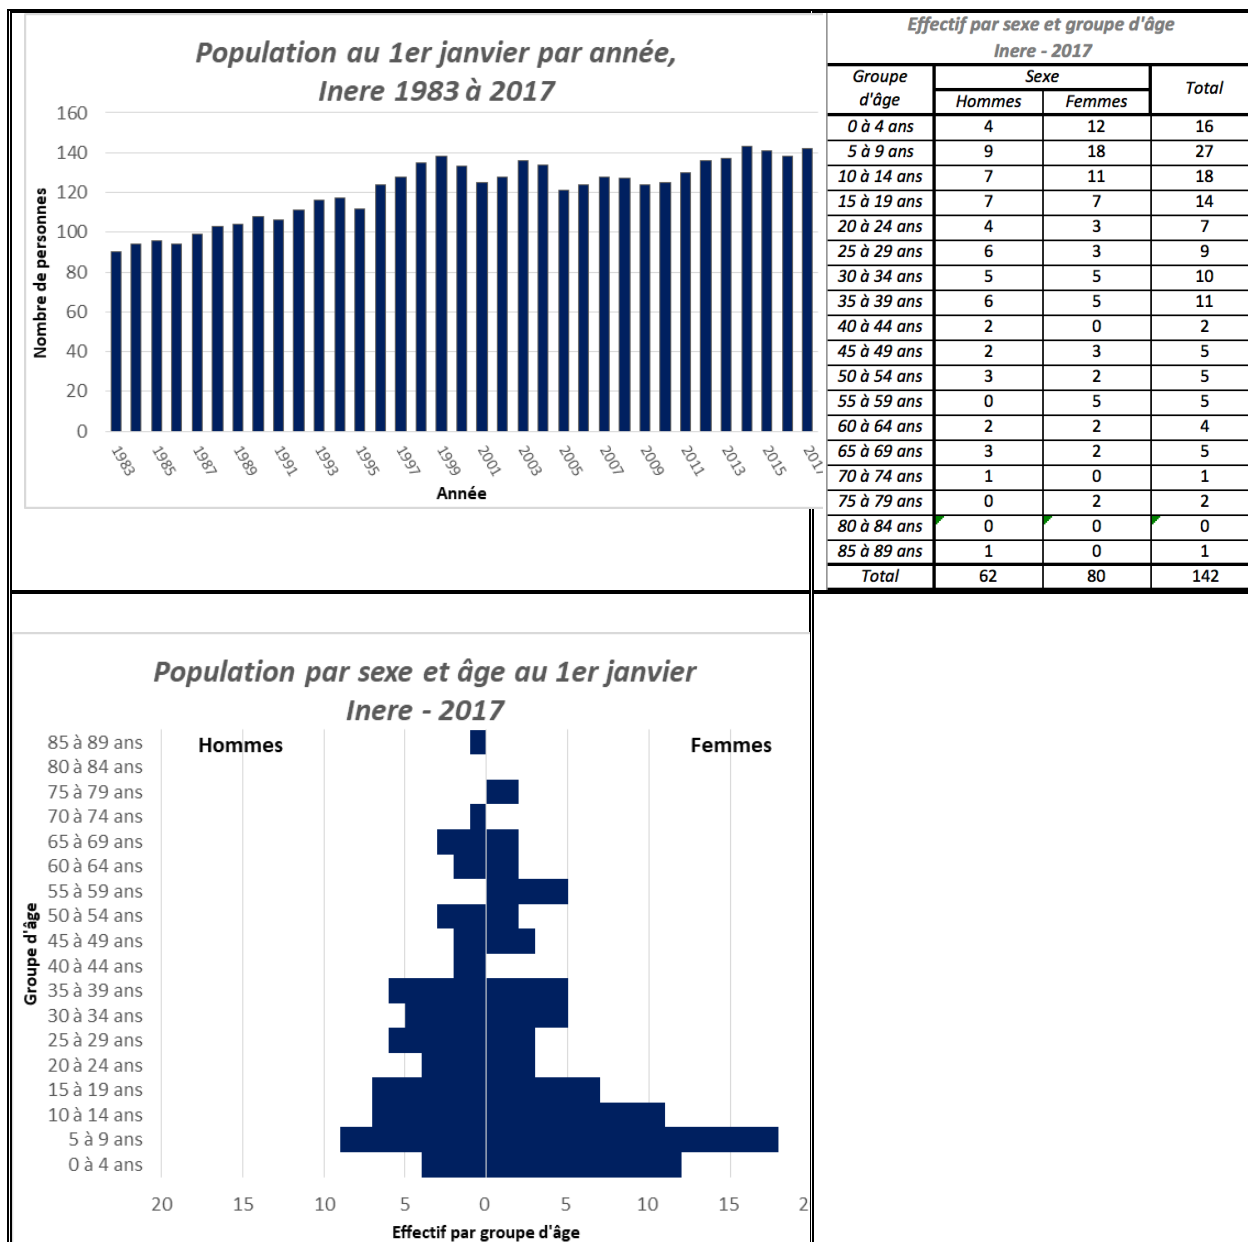 Population au 1er janvier par année,
Inere 1983 à 2017
160
140
120
100
80
60
40
20
0
Nombre de personnes
1983 1985 1987 1989 1991 1993 1995 1997 1999 2001 2003 2005 2007 2009 2011 2013 2015 2017
Année
Effectif par sexe et groupe d'âge
Inere - 2017
Groupe d'âge Sexe Total
Hommes Femmes
0 à 4 ans 4 12 16
5 à 9 ans 9 18 27
10 à 14 ans 7 11 18
15 à 19 ans 7 7 14
20 à 24 ans 4 3 7
25 à 29 ans 6 3 9
30 à 34 ans 5 5 10
35 à 39 ans 6 5 11
40 à 44 ans 2 0 2
45 à 49 ans 2 3 5
50 à 54 ans 3 2 5
55 à 59 ans 0 5 5
60 à 64 ans 2 2 4
65 à 69 ans 3 2 5
70 à 74 ans 1 0 1
75 à 79 ans 0 2 2
80 à 84 ans 0 0 0
85 à 89 ans 1 0 1
Total 62 80 142
Population par sexe et âge au 1er janvier
Inere - 2017
Hommes Femmes
85 à 89 ans
80 à 84 ans
75 à 79 ans
70 à 74 ans
65 à 69 ans
60 à 64 ans
55 à 59 ans
50 à 54 ans
45 à 49 ans
40 à 44 ans
35 à 39 ans
30 à 34 ans
25 à 29 ans
20 à 24 ans
15 à 19 ans
10 à 14 ans
5 à 9 ans
0 à 4 ans
Groupe d'âge
20 15 10 5 0 5 10 15 2
Effectif par groupe d'âge